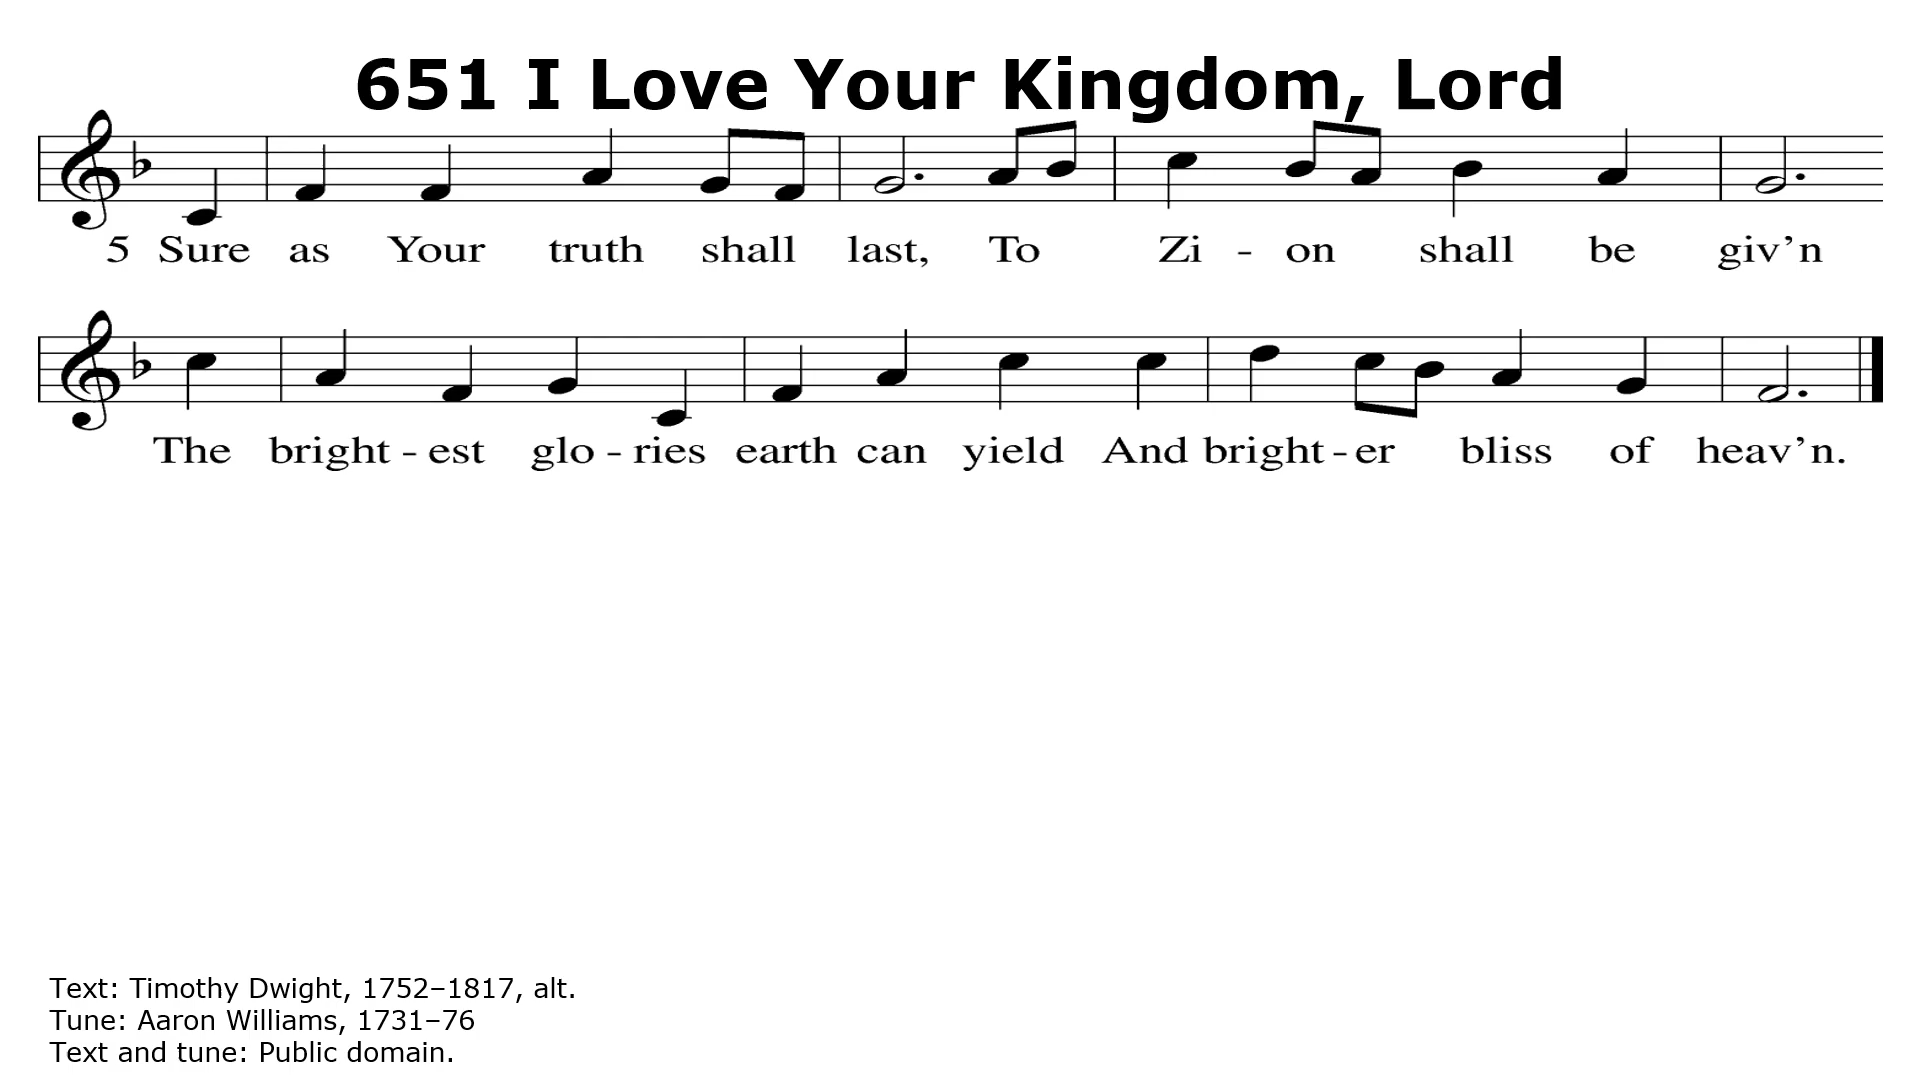 651 I Love Your Kingdom, Lord
5 Sure as Your truth shall last, To Zi - on shall be giv’n
The bright - est glo - ries earth can yield And bright - er bliss of heav’n.
Text: Timothy Dwight, 1752–1817, alt.
Tune: Aaron Williams, 1731–76
Text and tune: Public domain.